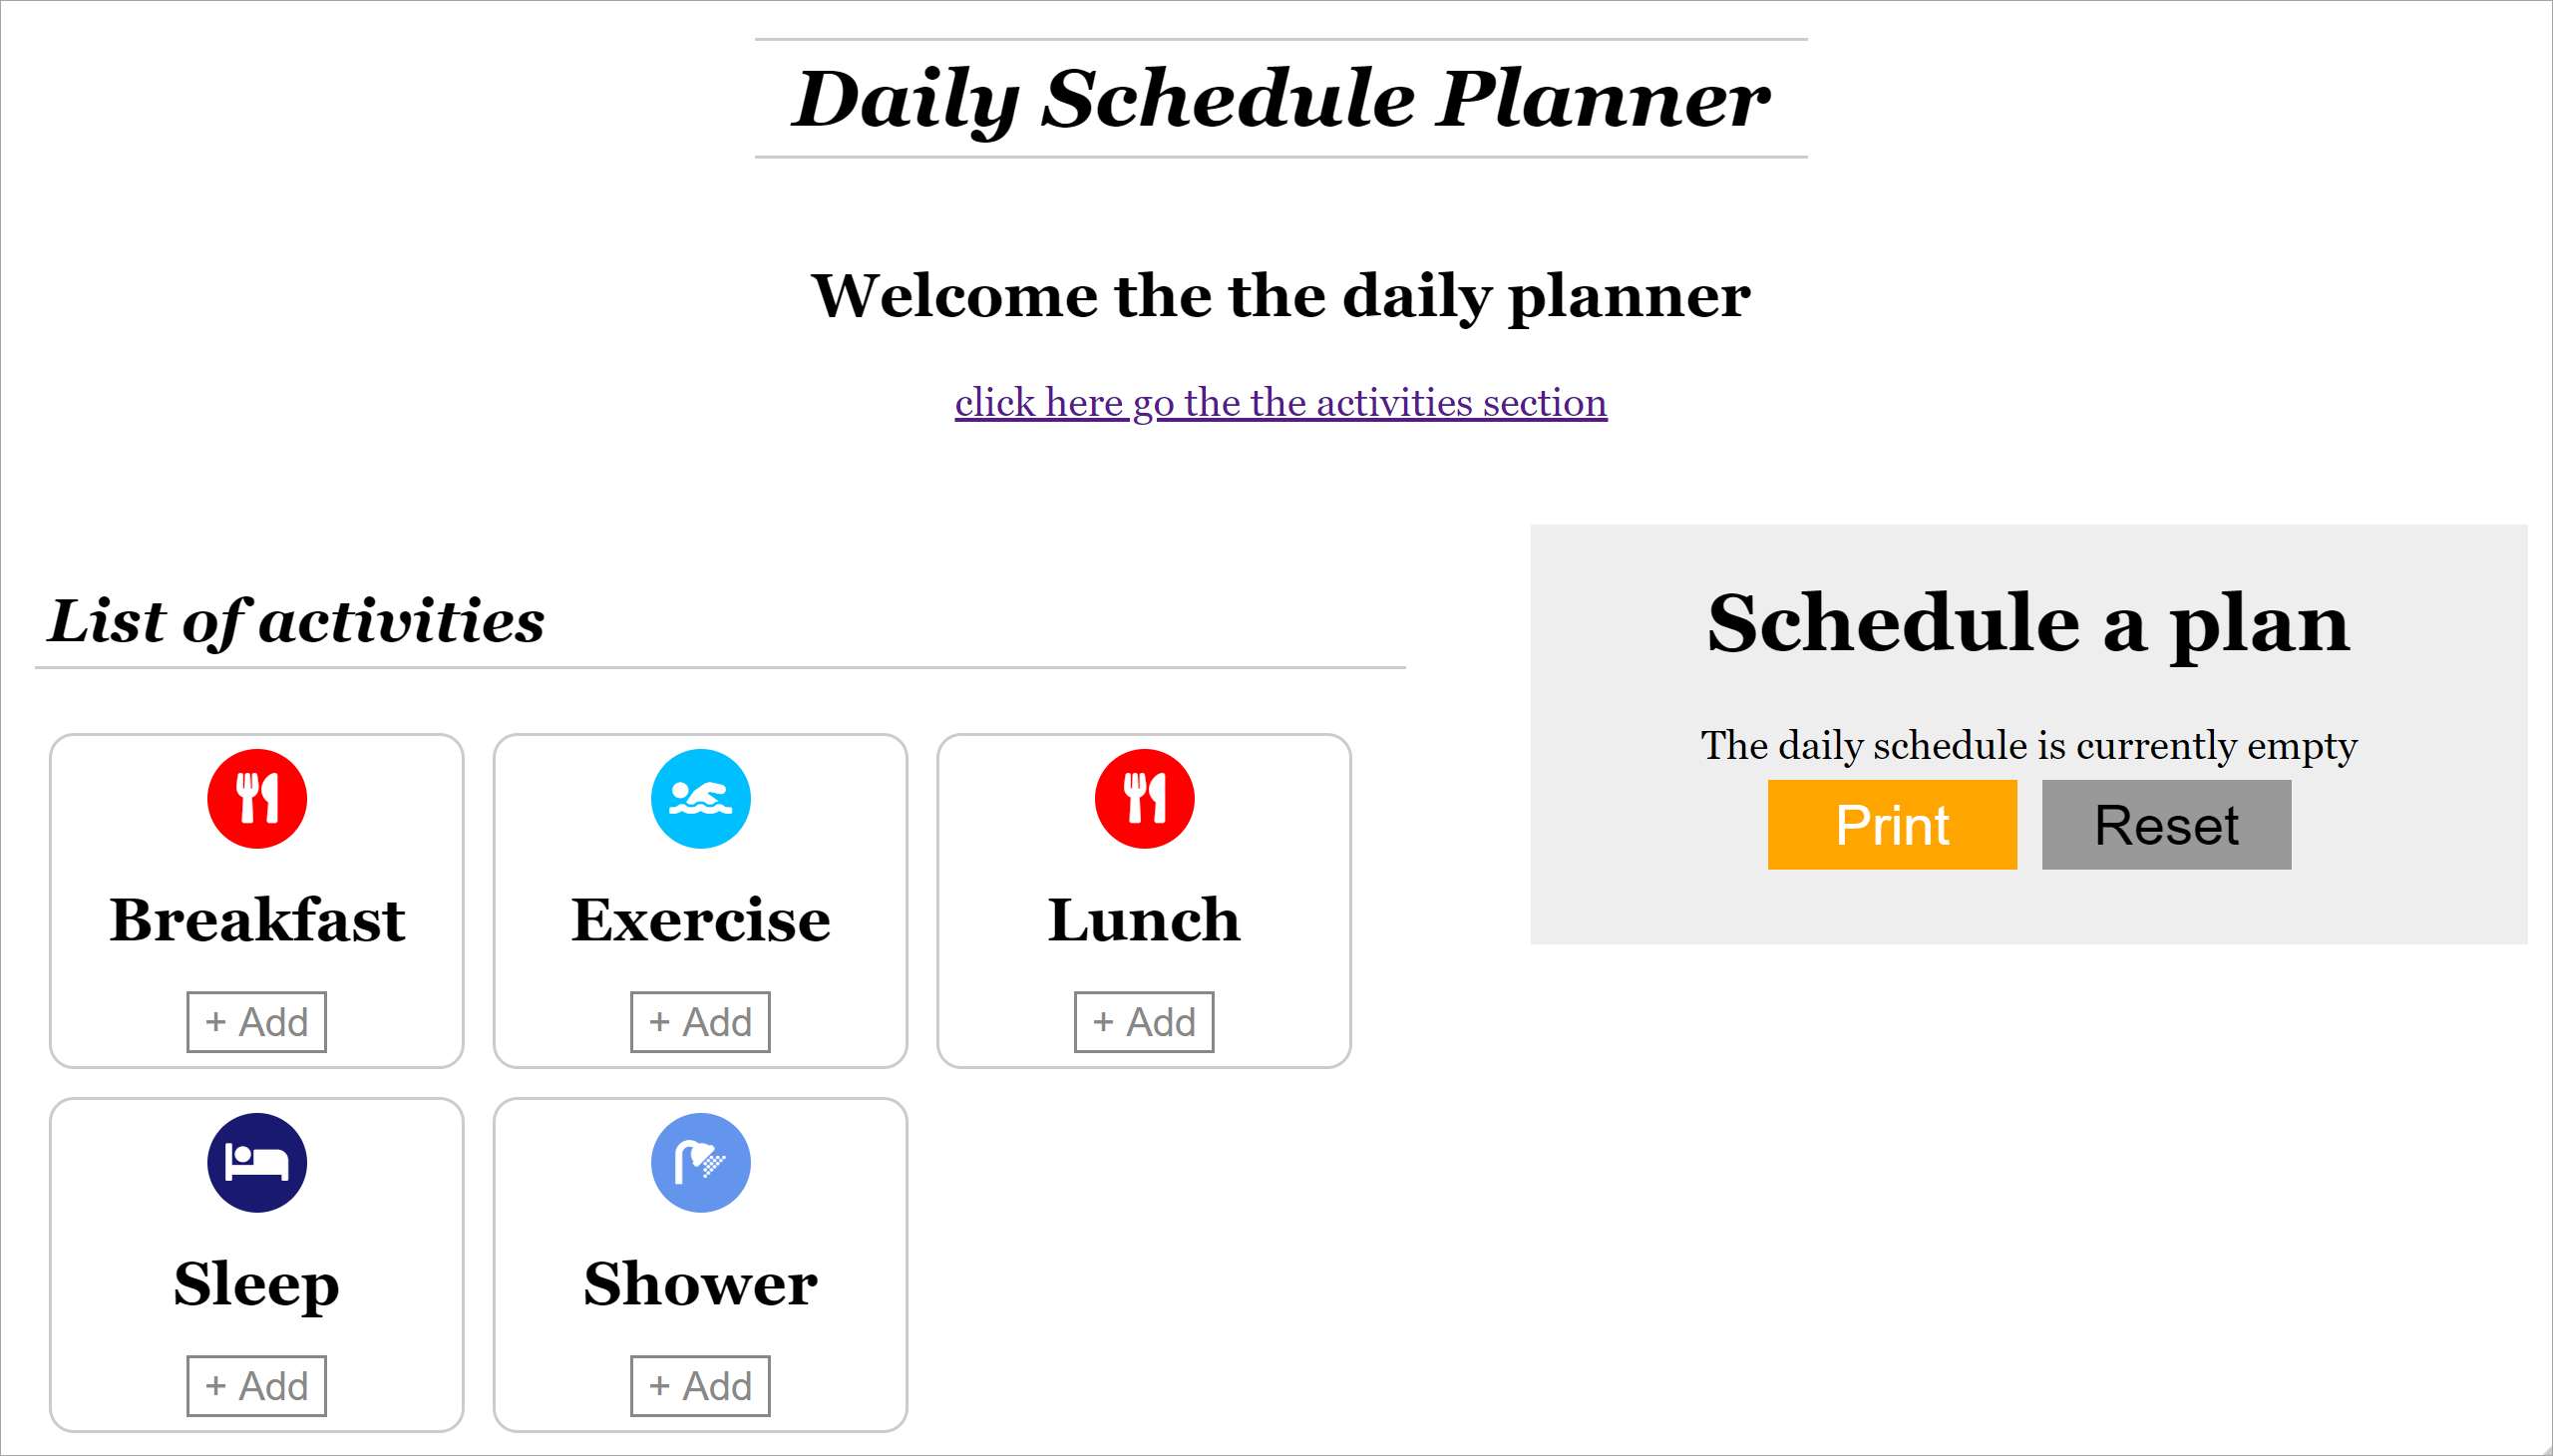 Daily Schedule Planner
Welcome the the daily planner
click here go the the activities section
List of activities
Breakfast
+ Add
Exercise
+ Add
Lunch
+ Add
Sleep
+ Add
Shower
+ Add
Schedule a plan
The daily schedule is currently empty
Print
Reset